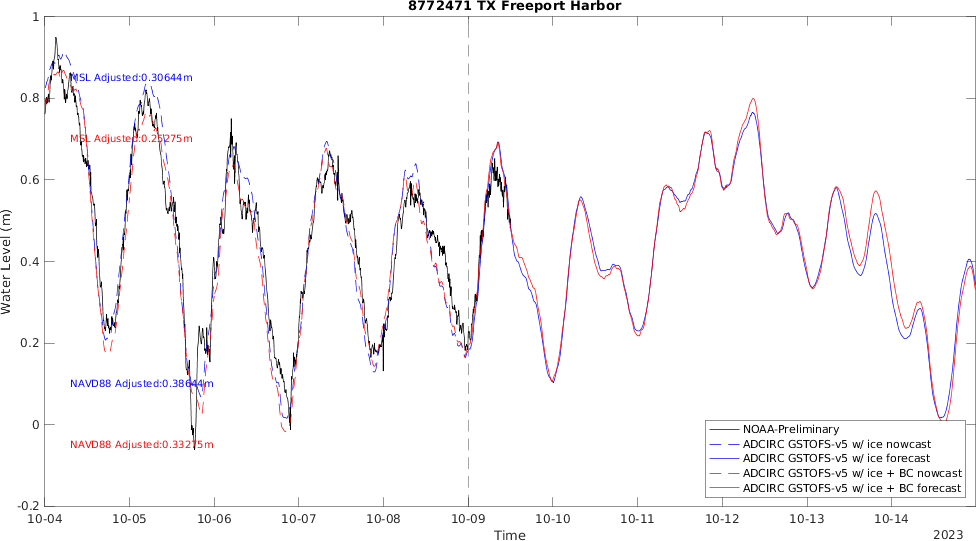 8772471 TX Freeport Harbor
1
0.8
0.6
0.4
0.2
0
-0.2
Water Level (m)
MSL Adjusted:0.30644m
MSL Adjusted:0.25275m
NAVD88 Adjusted:0.38644m
NAVD88 Adjusted:0.33275m
NOAA-Preliminary
ADCIRC GSTOFS-v5 w/ ice nowcast
ADCIRC GSTOFS-v5 w/ ice forecast
ADCIRC GSTOFS-v5 w/ ice + BC nowcast
ADCIRC GSTOFS-v5 w/ ice + BC forecast
10-04 10-05 10-06 10-07 10-08 10-09 10-10 10-11 10-12 10-13 10-14
Time
2023